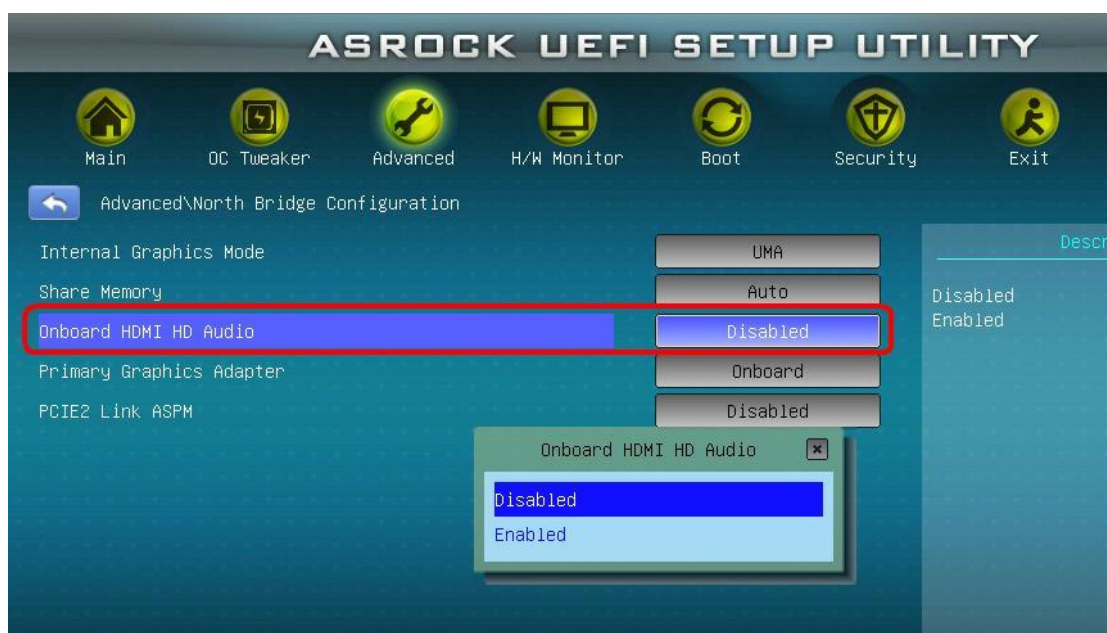 ASROCK UEFI SETUP UTILITY
Main OC Tweaker Advanced H/W Monitor Boot Security Exit
Advanced\North Bridge Configuration
Descr
Internal Graphics Mode UMA
Share Memory Auto
Disabled
Onboard HDMI HD Audio Disabled
Enabled
Primary Graphics Adapter Onboard
PCIE2 Link ASPM Disabled
Onboard HDMI HD Audio
Disabled
Enabled